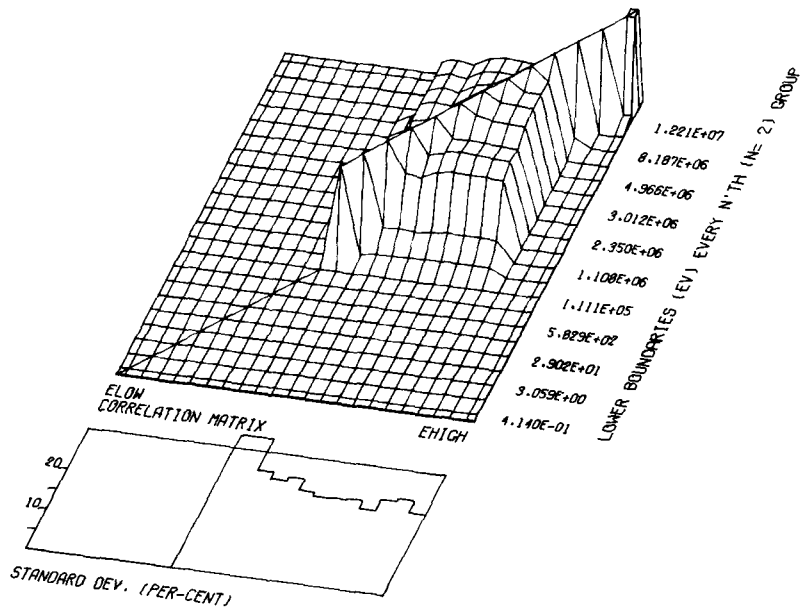 1.221E+07
8.187E+06
4.966E+06
3.012E+06
2.350E+06
1.108E+06
1.111E+05
5.829E+02
2.902E+01
3.059E+00
4.140E-01
LOWER BOUNDARIES (EV) EVERY N'TH (N= 2) GROUP
ELOW
EHIGH
CORRELATION MATRIX
20
10
STANDARD DEV. (PER-CENT)